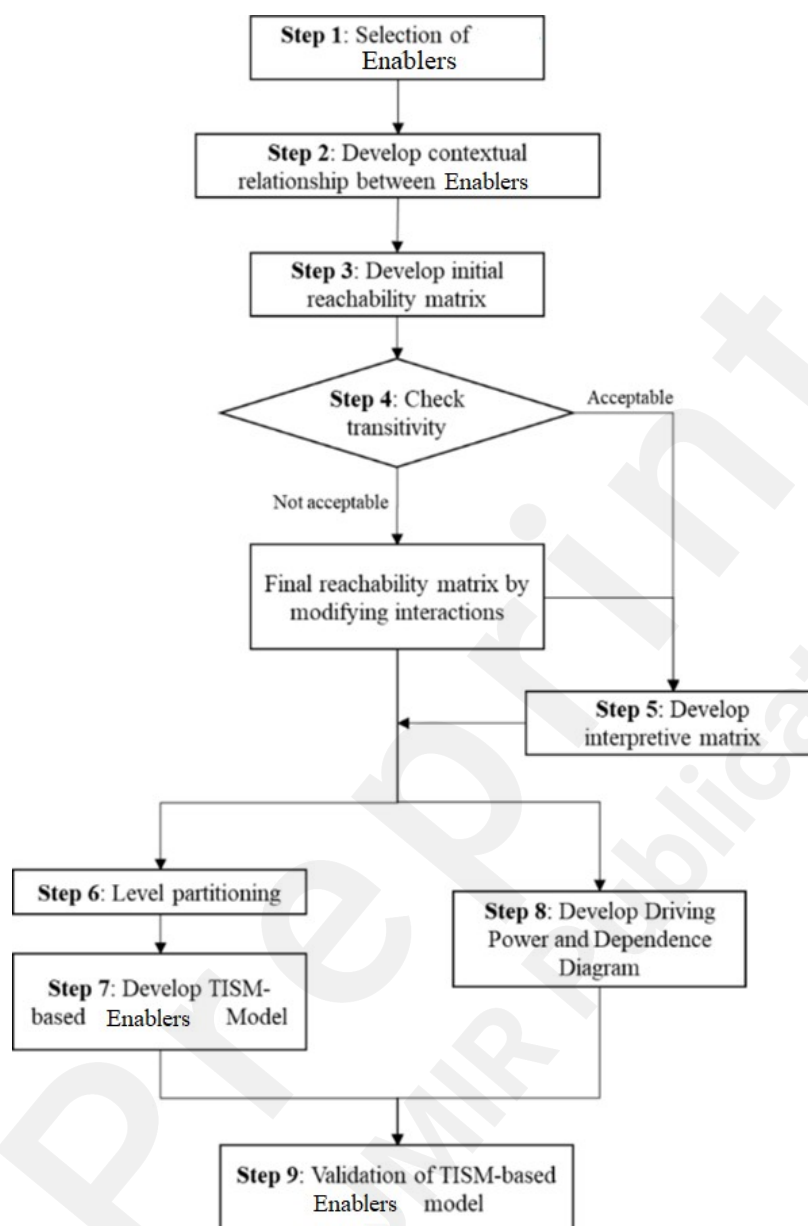 Step 1: Selection of
Enablers
Step 2: Develop contextual
relationship between Enablers
Step 3: Develop initial
reachability matrix
Step 4: Check
transitivity
Acceptable
Not acceptable
Final reachability matrix by
modifying interactions
Step 5: Develop
interpretive matrix
Step 6: Level partitioning
Step 8: Develop Driving
Power and Dependence
Diagram
Step 7: Develop TISM-
based Enablers Model
Step 9: Validation of TISM-based
Enablers model
Preprint
JMIR Publicat